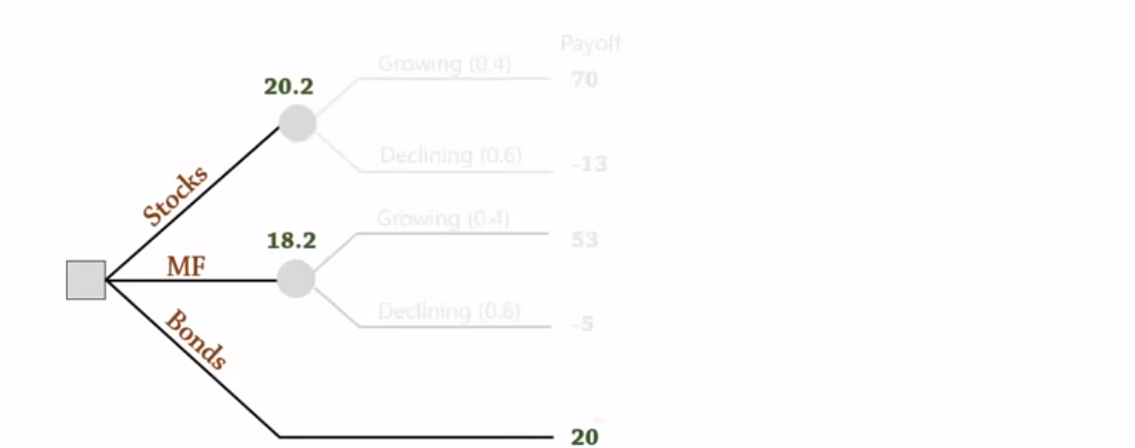 Payoff
Growing (0.4)
70
20.2
Declining (0.6)
-13
Stocks
Growing (0.4)
53
18.2
MF
Declining (0.6)
-5
Bonds
20